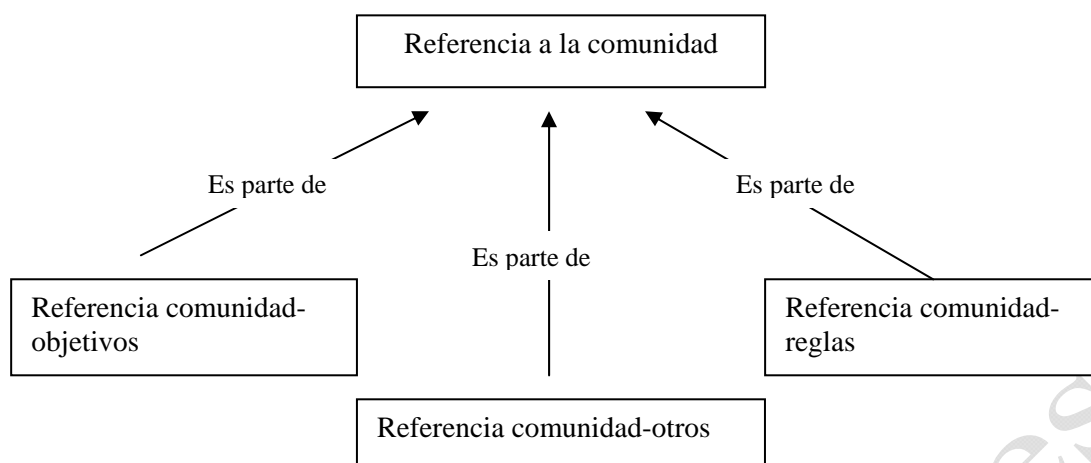 Referencia a la comunidad
Es parte de
Es parte de
Es parte de
Referencia comunidad-
objetivos
Referencia comunidad-
reglas
Referencia comunidad-otros